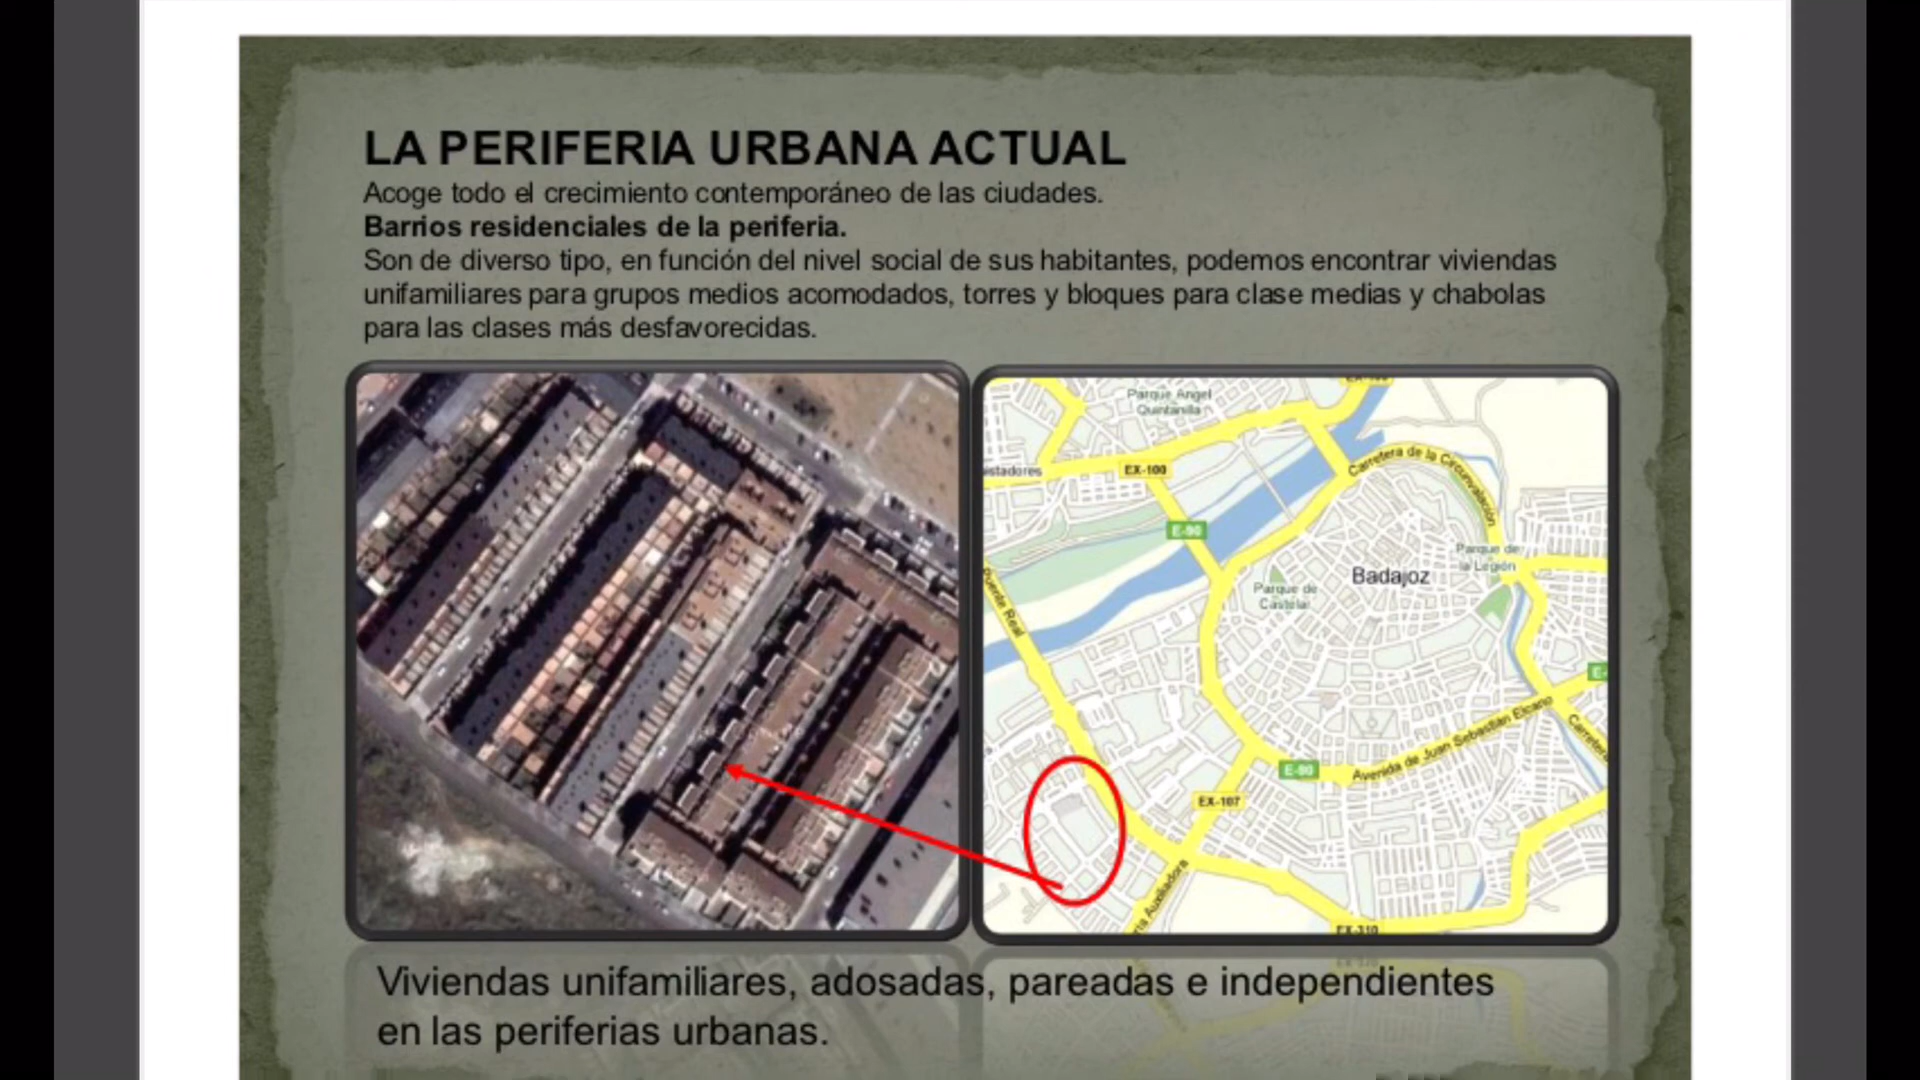 LA PERIFERIA URBANA ACTUAL
Acoge todo el crecimiento contemporáneo de las ciudades.
Barrios residenciales de la periferia.
Son de diverso tipo, en función del nivel social de sus habitantes, podemos encontrar viviendas
unifamiliares para grupos medios acomodados, torres y bloques para clase medias y chabolas
para las clases más desfavorecidas.
Parque Angel
Quintanilla
EX-100
Carretera de la Circunvalación
E-90
Parque de
la Legión
Badajoz
Parque de
Castelar
Puente Real
Avenida de Juan Sebastián Elcano
E-90
EX-107
EX-310
Viviendas unifamiliares, adosadas, pareadas e independientes
en las periferias urbanas.